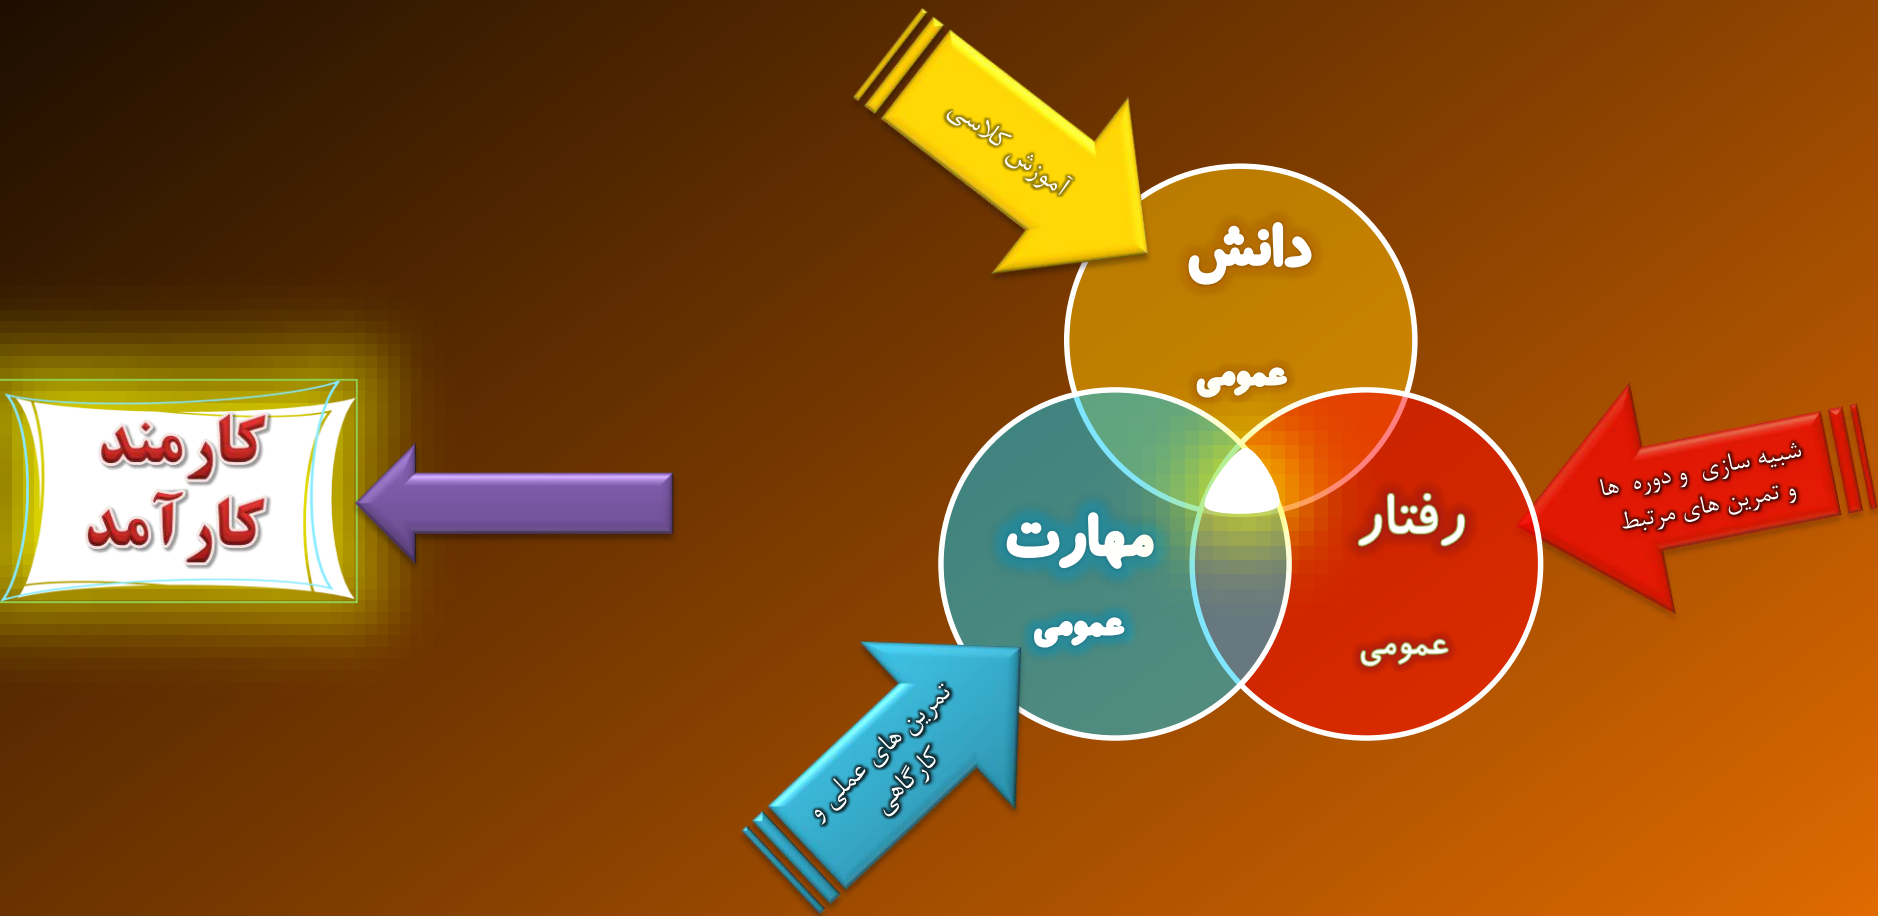 آموزش کلاسی
دانش
عمومی
شبیه سازی و دوره ها
و تمرین های مرتبط
رفتار
عمومی
مهارت
عمومی
تمرین های عملی و
کارگاهی
کارمند
کارآمد